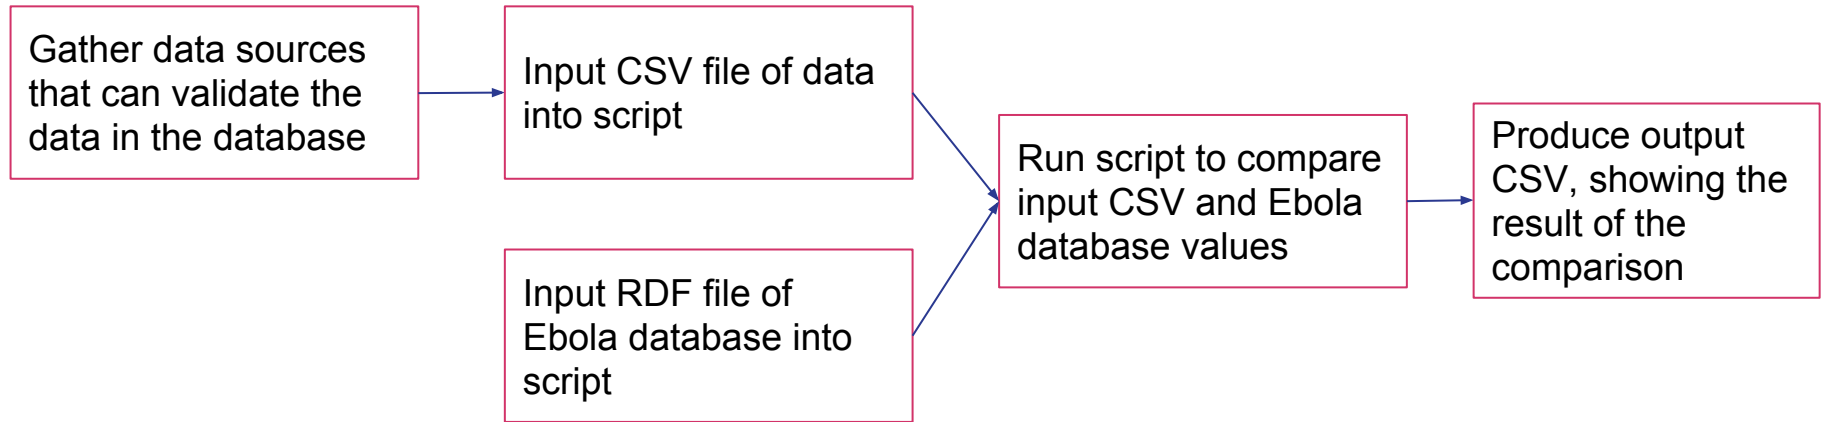 Gather data sources
that can validate the
data in the database
Input CSV file of data
into script
Input RDF file of
Ebola database into
script
Run script to compare
input CSV and Ebola
database values
Produce output
CSV, showing the
result of the
comparison